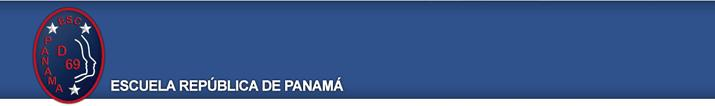 ESC
PANAMA
D
69
ESCUELA REPÚBLICA DE PANAMÁ